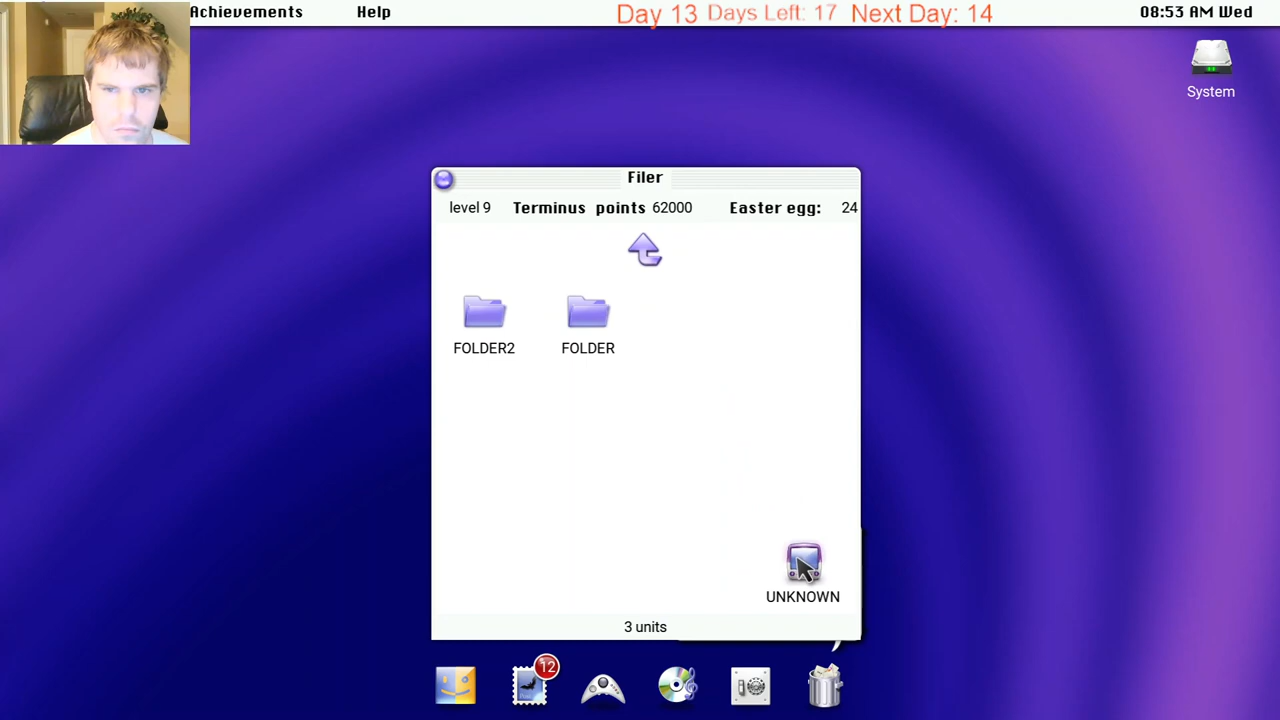 Achievements Help Day 13 Days Left: 17 Next Day: 14 08:53 AM Wed
System
Filer
level 9 Terminus points 62000 Easter egg: 24
FOLDER2 FOLDER
UNKNOWN
3 units
12